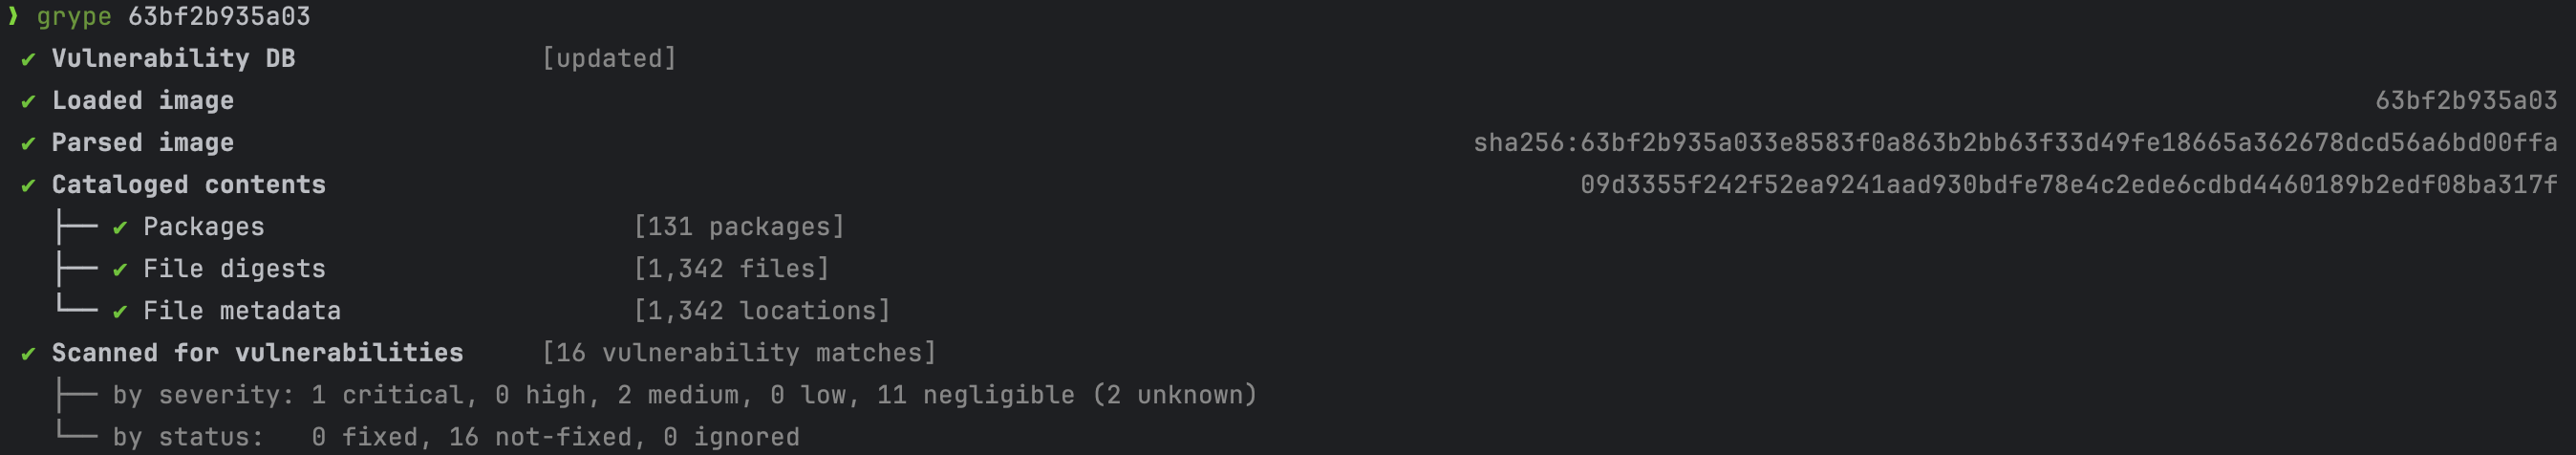 ❱ grype 63bf2b935a03
✔ Vulnerability DB [updated]
✔ Loaded image 63bf2b935a03
✔ Parsed image sha256:63bf2b935a033e8583f0a863b2bb63f33d49fe18665a362678dcd56a6bd00ffa
✔ Cataloged contents 09d3355f242f52ea9241aad930bdfe78e4c2ede6cdbd4460189b2edf08ba317f
├── ✔ Packages [131 packages]
├── ✔ File digests [1,342 files]
└── ✔ File metadata [1,342 locations]
✔ Scanned for vulnerabilities [16 vulnerability matches]
├── by severity: 1 critical, 0 high, 2 medium, 0 low, 11 negligible (2 unknown)
└── by status: 0 fixed, 16 not-fixed, 0 ignored